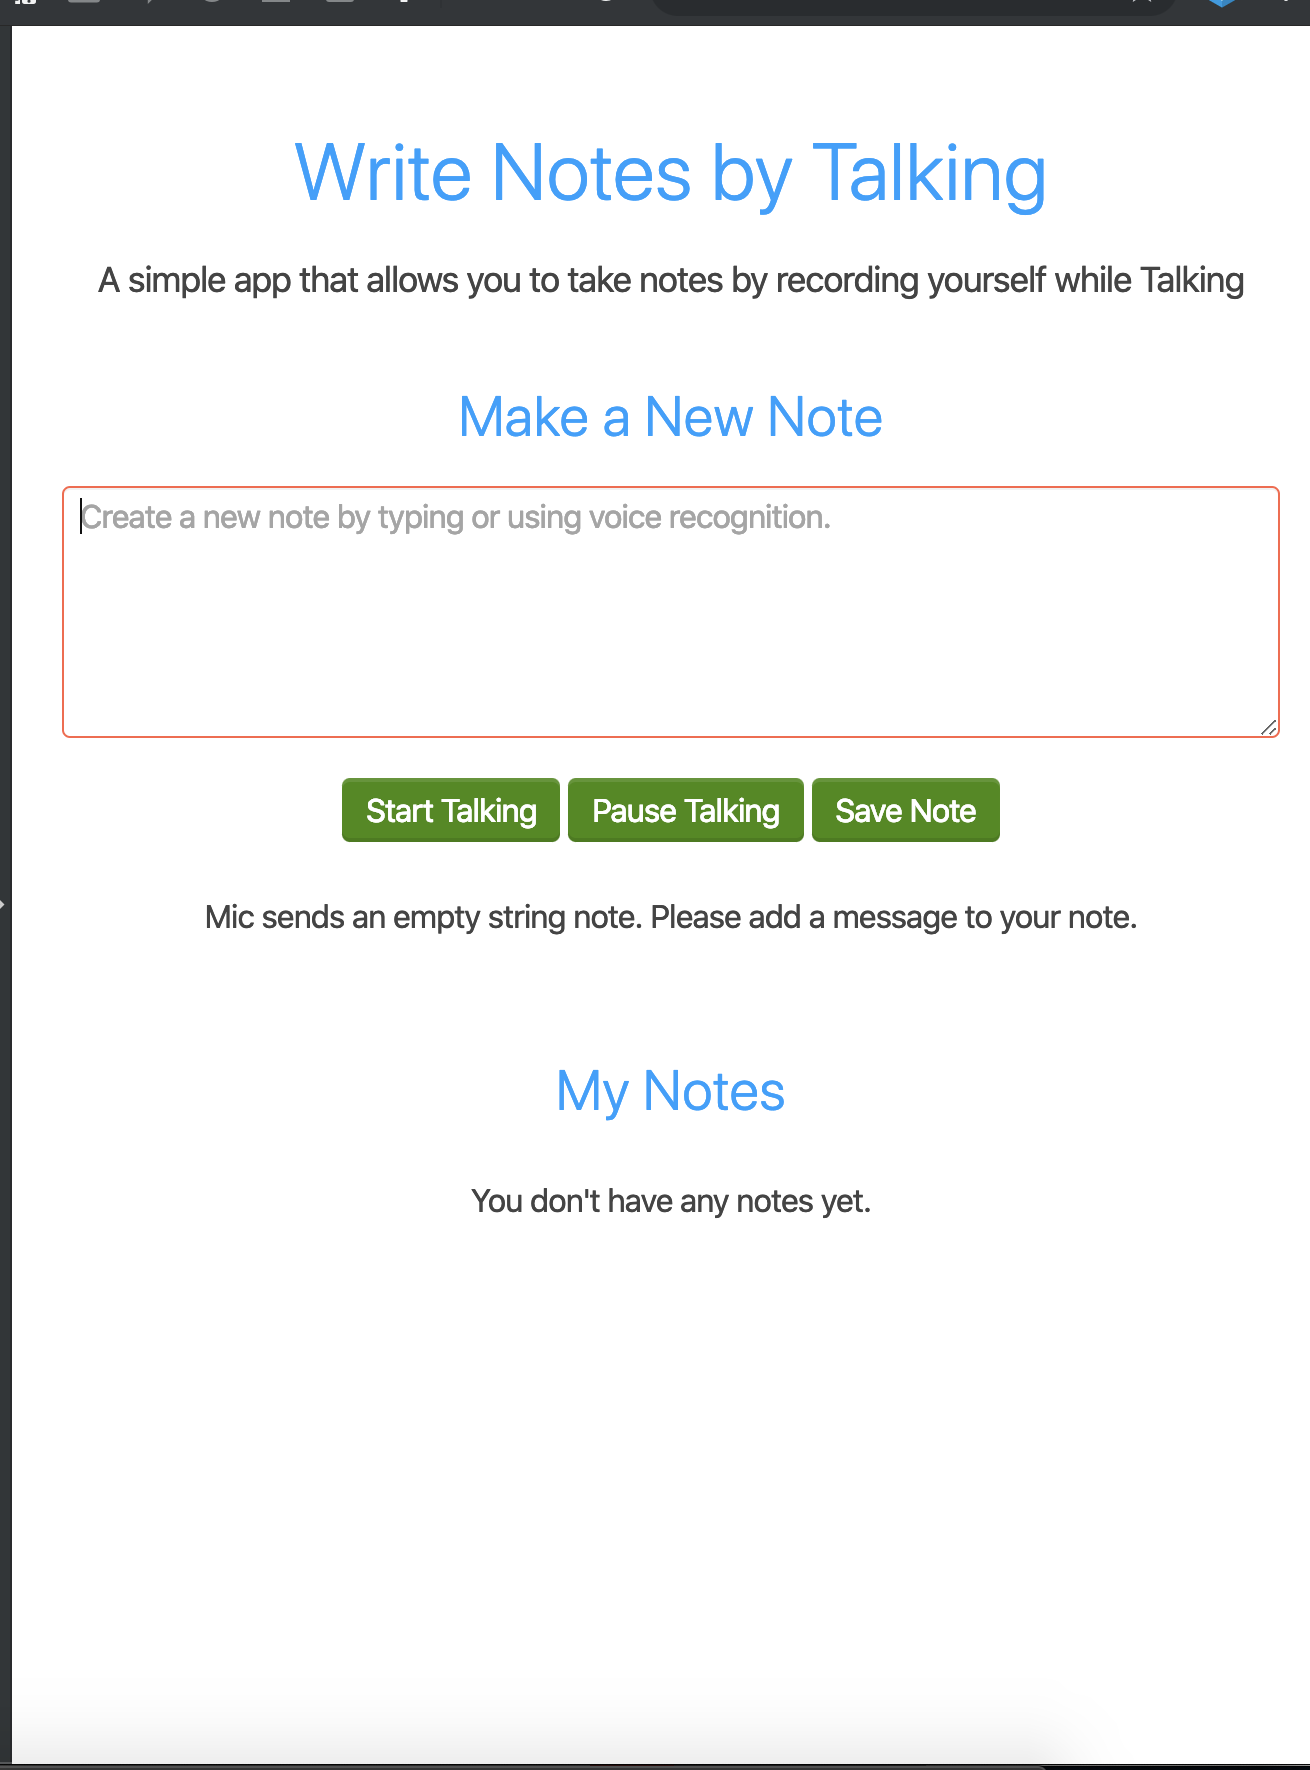 Write Notes by Talking
A simple app that allows you to take notes by recording yourself while Talking
Make a New Note
Create a new note by typing or using voice recognition.
Start Talking Pause Talking Save Note
Mic sends an empty string note. Please add a message to your note.
My Notes
You don't have any notes yet.